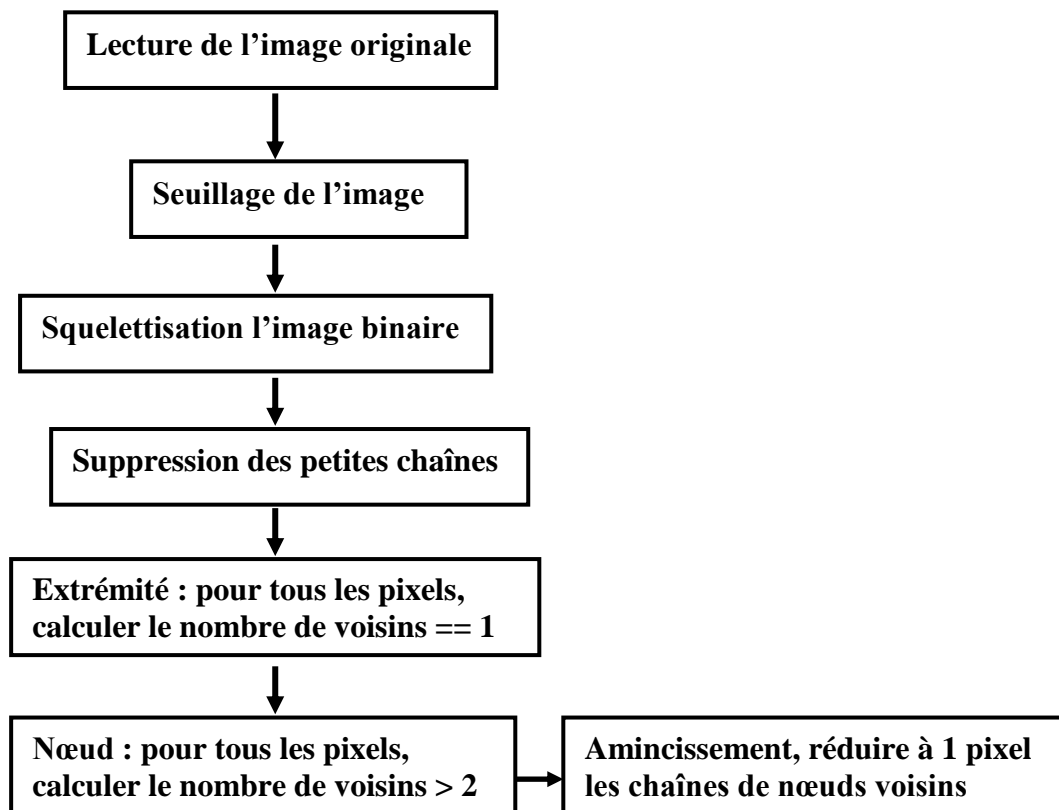 Lecture de l’image originale
Seuillage de l’image
Squelettisation l’image binaire
Suppression des petites chaînes
Extrémité : pour tous les pixels,
calculer le nombre de voisins == 1
Nœud : pour tous les pixels,
calculer le nombre de voisins > 2
Amincissement, réduire à 1 pixel
les chaînes de nœuds voisins